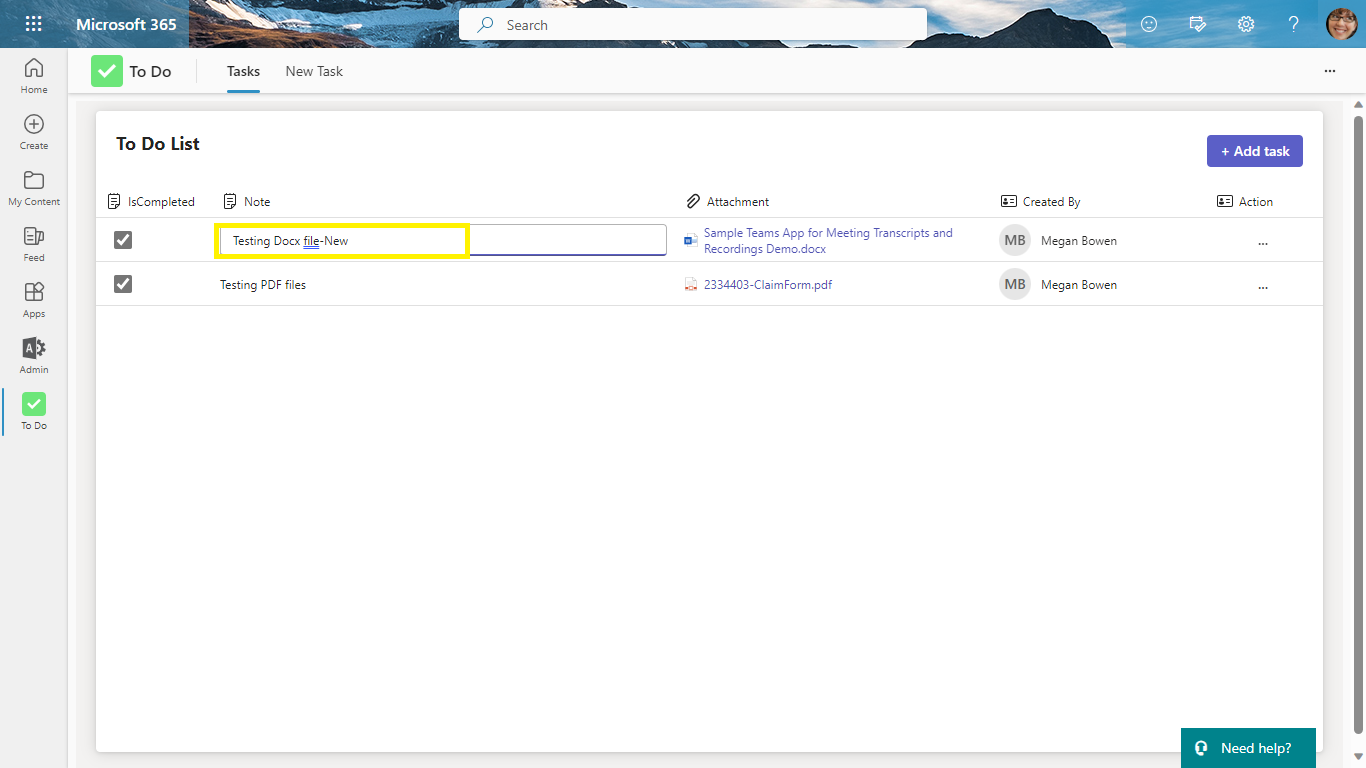 Microsoft 365
Search
?
To Do
Tasks
New Task
...
Home
Create
My Content
Feed
Apps
Admin
To Do
To Do List
+ Add task
IsCompleted
Note
Attachment
Created By
Action
Testing Docx file-New
Sample Teams App for Meeting Transcripts and
Recordings Demo.docx
MB
Megan Bowen
...
Testing PDF files
2334403-ClaimForm.pdf
MB
Megan Bowen
...
Need help?